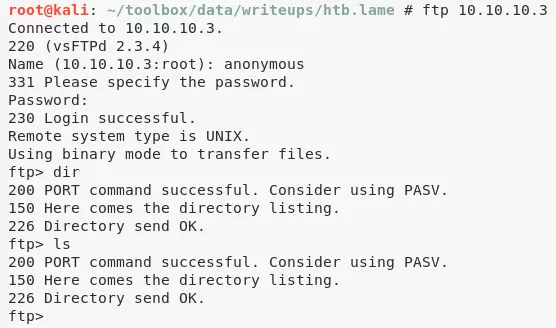 root@kali: ~/toolbox/data/writeups/htb.lame # ftp 10.10.10.3
Connected to 10.10.10.3.
220 (vsFTPd 2.3.4)
Name (10.10.10.3:root): anonymous
331 Please specify the password.
Password:
230 Login successful.
Remote system type is UNIX.
Using binary mode to transfer files.
ftp> dir
200 PORT command successful. Consider using PASV.
150 Here comes the directory listing.
226 Directory send OK.
ftp> ls
200 PORT command successful. Consider using PASV.
150 Here comes the directory listing.
226 Directory send OK.
ftp>